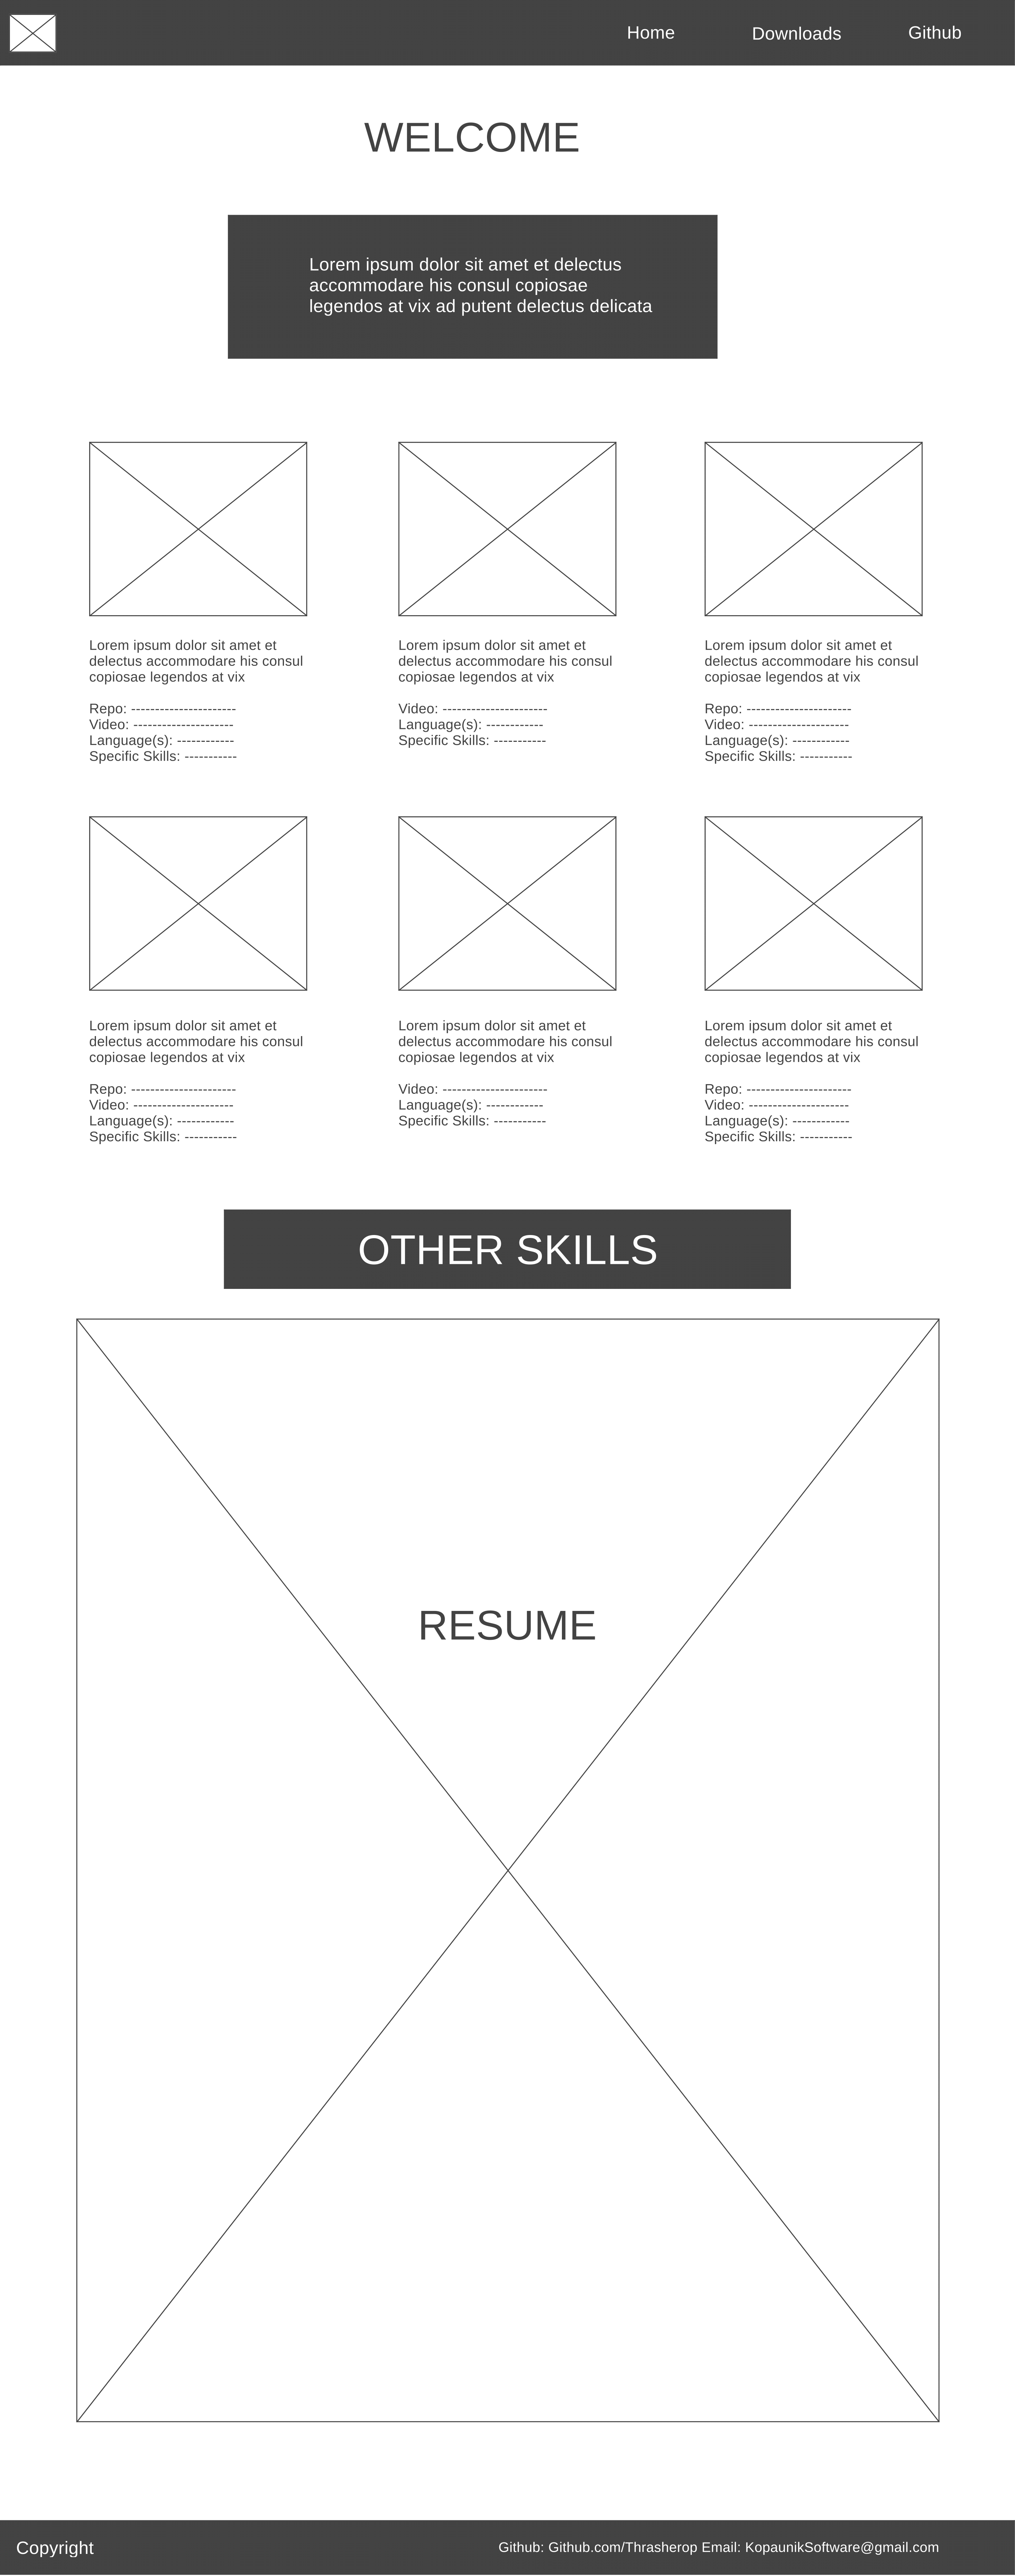 Home
Downloads
Github
WELCOME
Lorem ipsum dolor sit amet et delectus
accommodare his consul copiosae
legendos at vix ad putent delectus delicata
Lorem ipsum dolor sit amet et
delectus accommodare his consul
copiosae legendos at vix
Repo: ----------------------
Video: ---------------------
Language(s): ------------
Specific Skills: -----------
Lorem ipsum dolor sit amet et
delectus accommodare his consul
copiosae legendos at vix
Video: ----------------------
Language(s): ------------
Specific Skills: -----------
Lorem ipsum dolor sit amet et
delectus accommodare his consul
copiosae legendos at vix
Repo: ----------------------
Video: ---------------------
Language(s): ------------
Specific Skills: -----------
Lorem ipsum dolor sit amet et
delectus accommodare his consul
copiosae legendos at vix
Repo: ----------------------
Video: ---------------------
Language(s): ------------
Specific Skills: -----------
Lorem ipsum dolor sit amet et
delectus accommodare his consul
copiosae legendos at vix
Video: ----------------------
Language(s): ------------
Specific Skills: -----------
Lorem ipsum dolor sit amet et
delectus accommodare his consul
copiosae legendos at vix
Repo: ----------------------
Video: ---------------------
Language(s): ------------
Specific Skills: -----------
OTHER SKILLS
RESUME
Copyright
Github: Github.com/Thrasherop Email: KopaunikSoftware@gmail.com